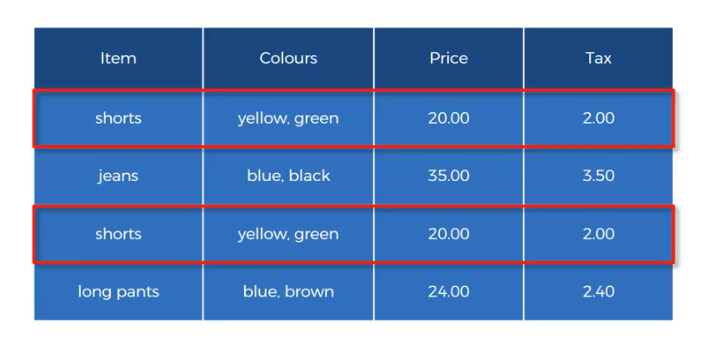 Item Colours Price Tax
shorts yellow, green 20.00 2.00
jeans blue, black 35.00 3.50
shorts yellow, green 20.00 2.00
long pants blue, brown 24.00 2.40